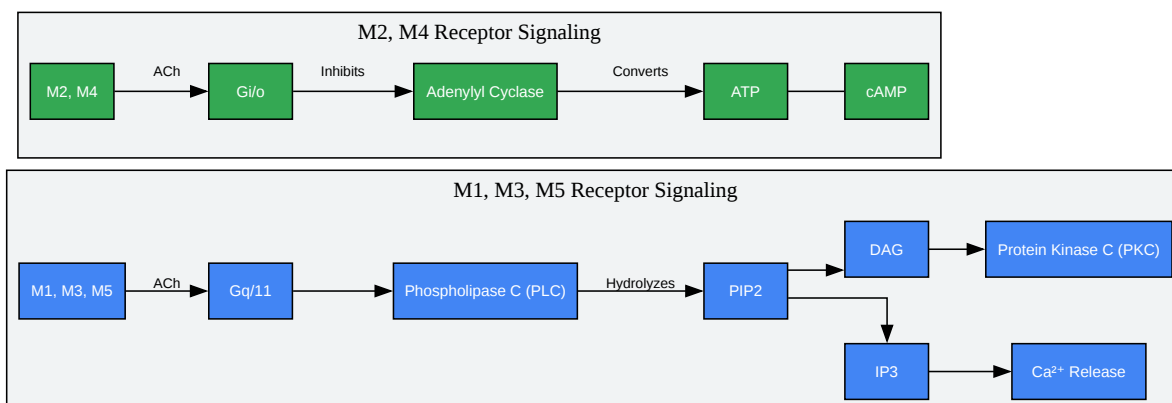 M2, M4 Receptor Signaling
ACh
Inhibits
Converts
M2, M4
Gi/o
Adenylyl Cyclase
ATP
cAMP
M1, M3, M5 Receptor Signaling
DAG
Protein Kinase C (PKC)
M1, M3, M5
ACh
Gq/11
Phospholipase C (PLC)
Hydrolyzes
PIP2
IP3
Ca²⁺ Release